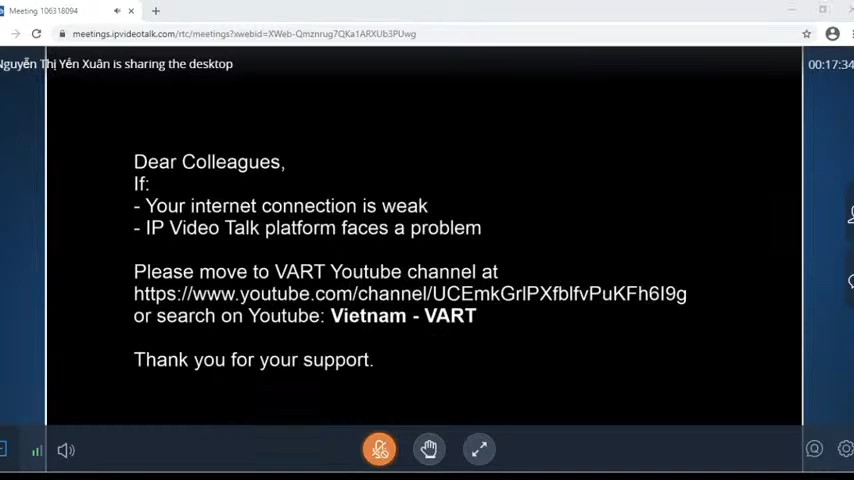 Meeting 106318094
meetings.ipvideotalk.com/rtc/meetings?xwebid=XWeb-Qmznrug7QKa1ARXUb3PUwg
Nguyễn Thị Yến Xuân is sharing the desktop
00:17:34
Dear Colleagues,
If:
- Your internet connection is weak
- IP Video Talk platform faces a problem
Please move to VART Youtube channel at
https://www.youtube.com/channel/UCEmkGrlPXfblfvPuKFh6I9g
or search on Youtube: Vietnam - VART
Thank you for your support.